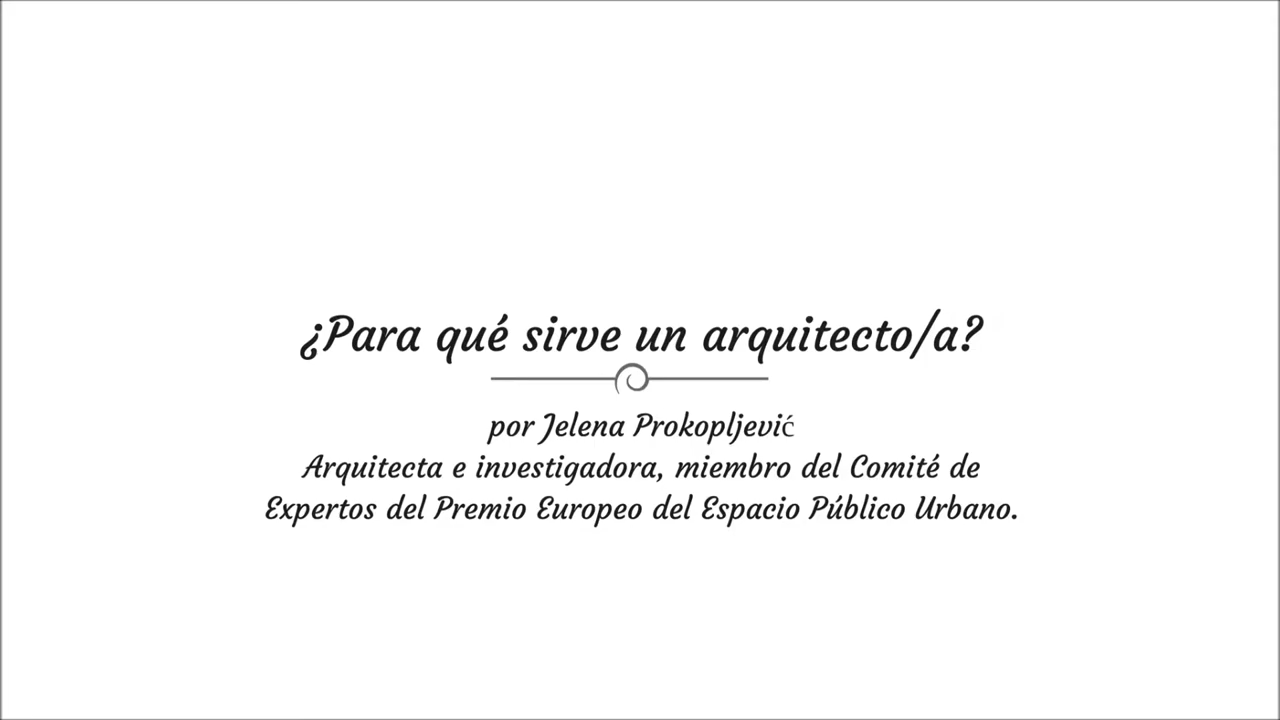 ¿Para qué sirve un arquitecto/a?
por Jelena Prokopljević
Arquitecta e investigadora, miembro del Comité de
Expertos del Premio Europeo del Espacio Público Urbano.